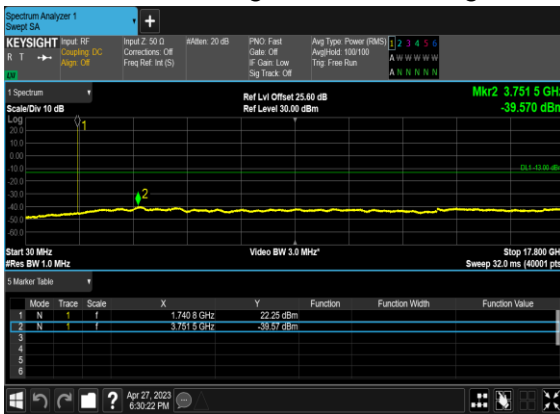 Spectrum Analyzer 1
Swept SA
KEYSIGHT Input: RF Input Z: 50 Ω #Atten: 20 dB PNO: Fast Avg Type: Power (RMS) 1 2 3 4 5 6
R T Coupling: DC Corrections: Off Gate: Off Avg|Hold: 100/100 A W W W W W
Align: Off Freq Ref: Int (S) IF Gain: Low Trig: Free Run
Sig Track: Off A N N N N N
LV
1 Spectrum Ref Lvl Offset 25.60 dB Mkr2 3.751 5 GHz
Scale/Div 10 dB Ref Level 30.00 dBm -39.570 dBm
Log
20.0 1
10.0
0.00
-10.0 DL1 -13.00 dBm
-20.0
-30.0 2
-40.0
-50.0
-60.0
Start 30 MHz Video BW 3.0 MHz* Stop 17.800 GHz
#Res BW 1.0 MHz Sweep 32.0 ms (40001 pts
5 Marker Table
Mode Trace Scale X Y Function Function Width Function Value
1 N 1 f 1.740 8 GHz 22.25 dBm
2 N 1 f 3.751 5 GHz -39.57 dBm
3
4
5
6
? Apr 27, 2023
6:30:22 PM